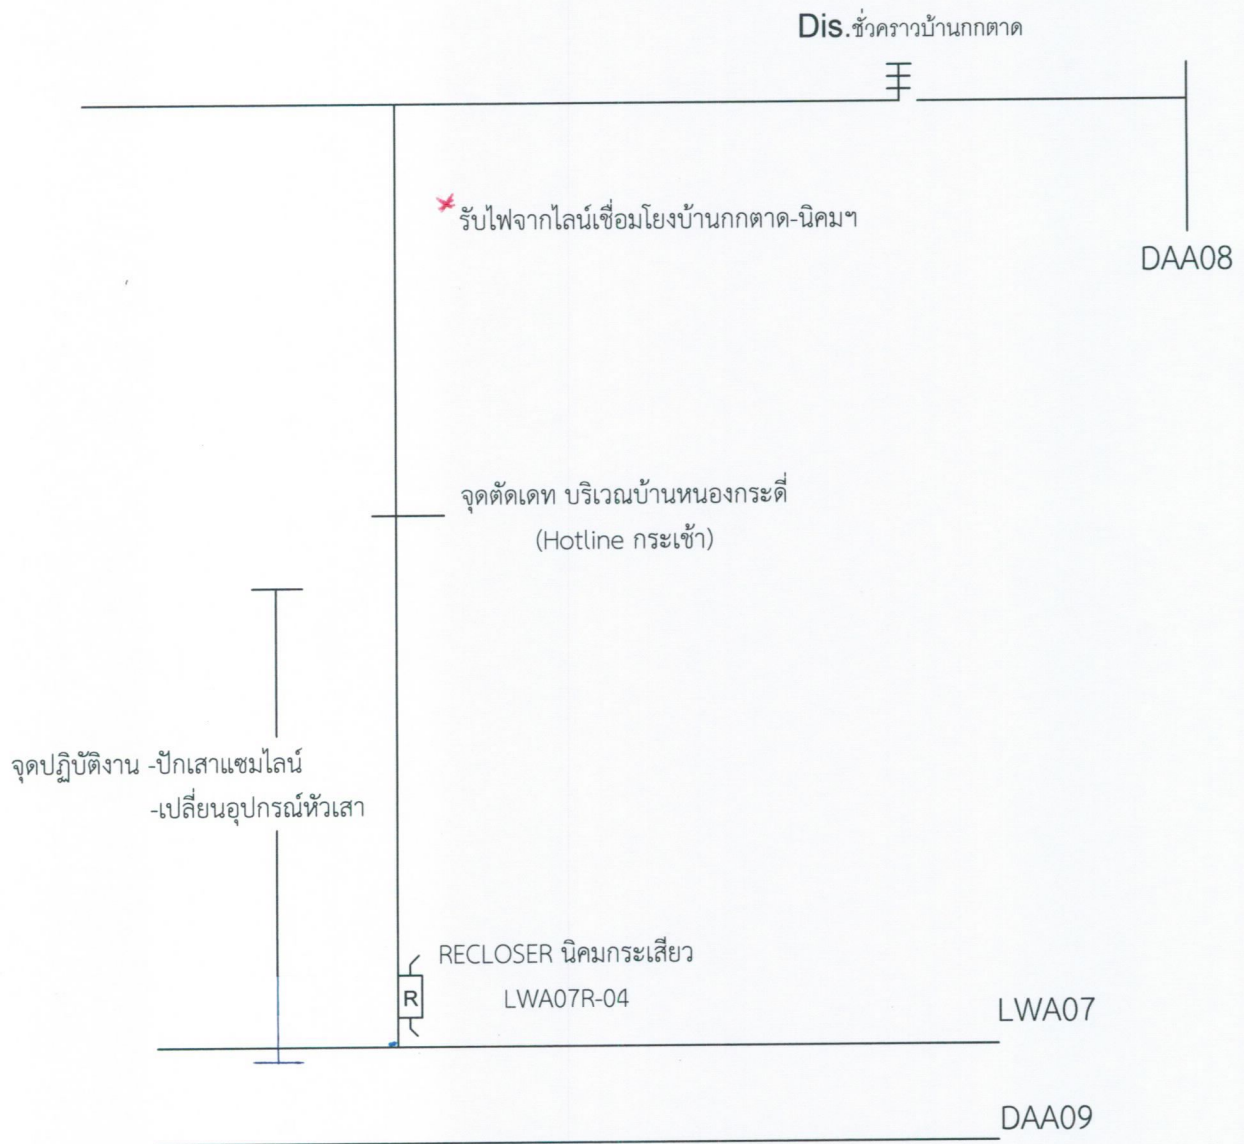 Dis.ชั่วคราวบ้านกกตาด
รับไฟจากไลน์เชื่อมโยงบ้านกกตาด-นิคมฯ
DAA08
จุดตัดเดท บริเวณบ้านหนองกระดี่
(Hotline กระเช้า)
จุดปฏิบัติงาน -ปักเสาแซมไลน์
-เปลี่ยนอุปกรณ์หัวเสา
RECLOSER นิคมกระเสียว
R
LWA07R-04
LWA07
DAA09